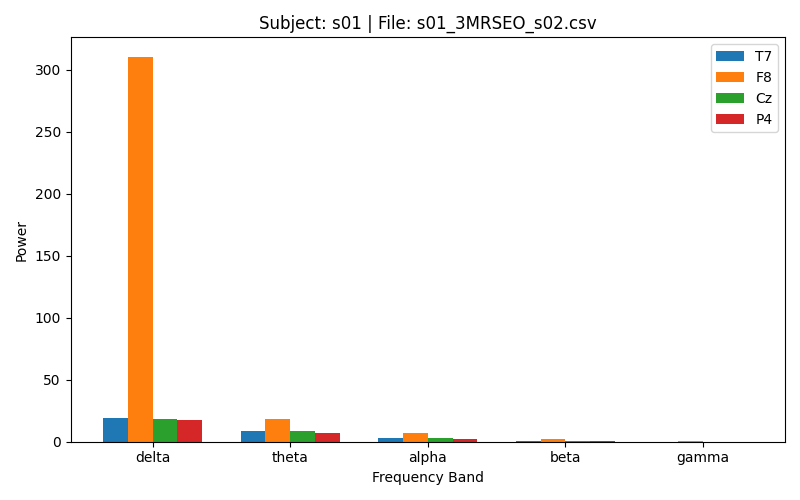 Subject: s01 | File: s01_3MRSEO_s02.csv
T7
F8
Cz
P4
300
250
200
150
100
50
0
Power
delta theta alpha beta gamma
Frequency Band